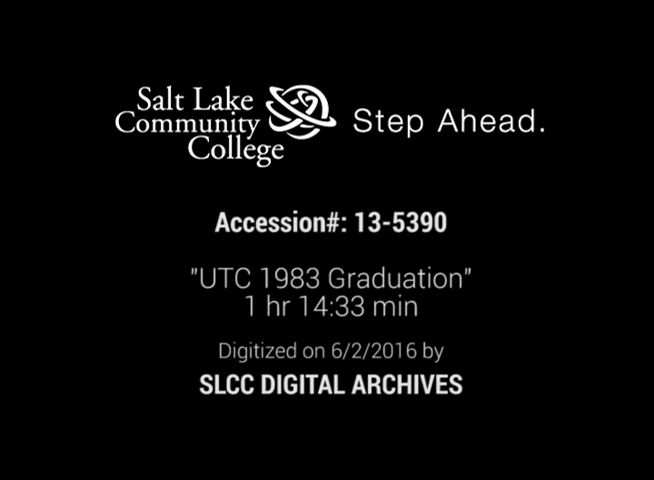 Salt Lake
Community
College
Step Ahead.
Accession#: 13-5390
"UTC 1983 Graduation"
1 hr 14:33 min
Digitized on 6/2/2016 by
SLCC DIGITAL ARCHIVES